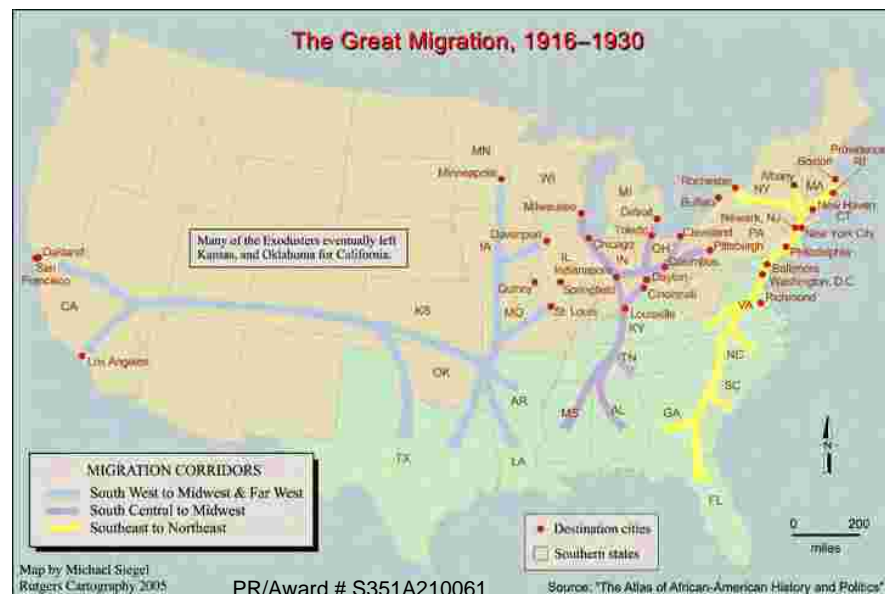 The Great Migration, 1916–1930
MN
Minneapolis
WI
MI
Milwaukee
Detroit
Rochester
Buffalo
NY
Albany
Boston
MA
Providence
RI
New Haven
CT
Newark, NJ
New York City
PA
Philadelphia
Baltimore
Washington, D.C.
Richmond
VA
Many of the Exodusters eventually left
Kansas, and Oklahoma for California.
Davenport
IA
Chicago
Toledo
Cleveland
Pittsburgh
OH
IN
IL
Indianapolis
Columbus
Dayton
Cincinnati
Quincy
Springfield
MO
St. Louis
Louisville
KY
Oakland
San
Francisco
CA
Los Angeles
KS
OK
TN
NC
SC
AR
MS
AL
GA
TX
LA
FL
MIGRATION CORRIDORS
South West to Midwest & Far West
South Central to Midwest
Southeast to Northeast
Destination cities
Southern states
N
0 200
miles
Map by Michael Siegel
Rutgers Cartography 2005
PR/Award # S351A210061
Source: "The Atlas of African-American History and Politics"